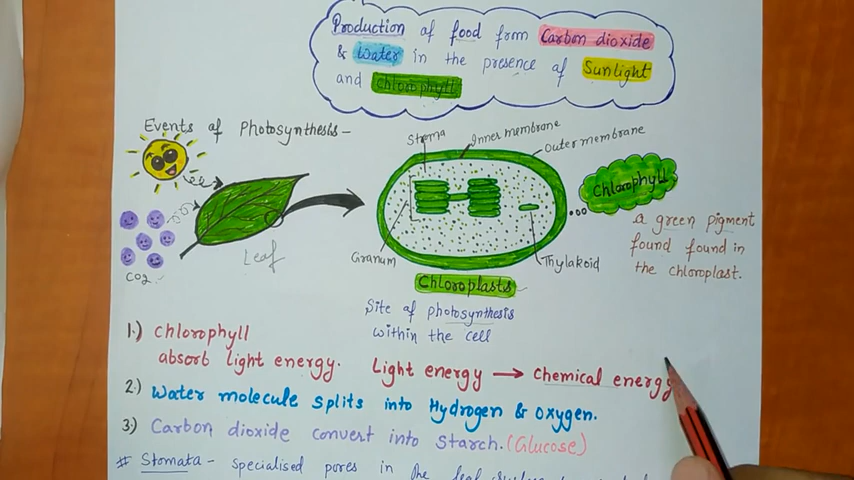 Production of food from Carbon dioxide
& Water in the presence of Sunlight
and Chlorophyll
Events of Photosynthesis -
Stroma
Inner membrane
Outer membrane
Chlorophyll
a green pigment
found found in
the chloroplast.
CO2
Leaf
Granum
Thylakoid
Chloroplasts
Site of photosynthesis
within the cell
1.) Chlorophyll
absorb light energy. Light energy → Chemical energy
2.) Water molecule splits into Hydrogen & Oxygen.
3) Carbon dioxide convert into Starch. (Glucose)
# Stomata - specialised pores in the leaf